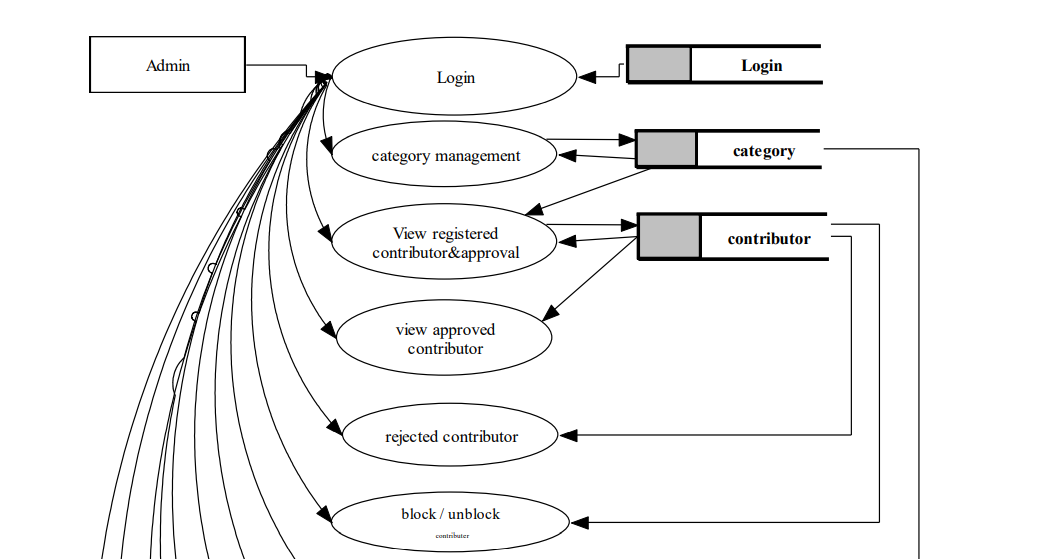 Admin
Login
Login
category management
category
View registered
contributor&approval
contributor
view approved
contributor
rejected contributor
block / unblock
contributer